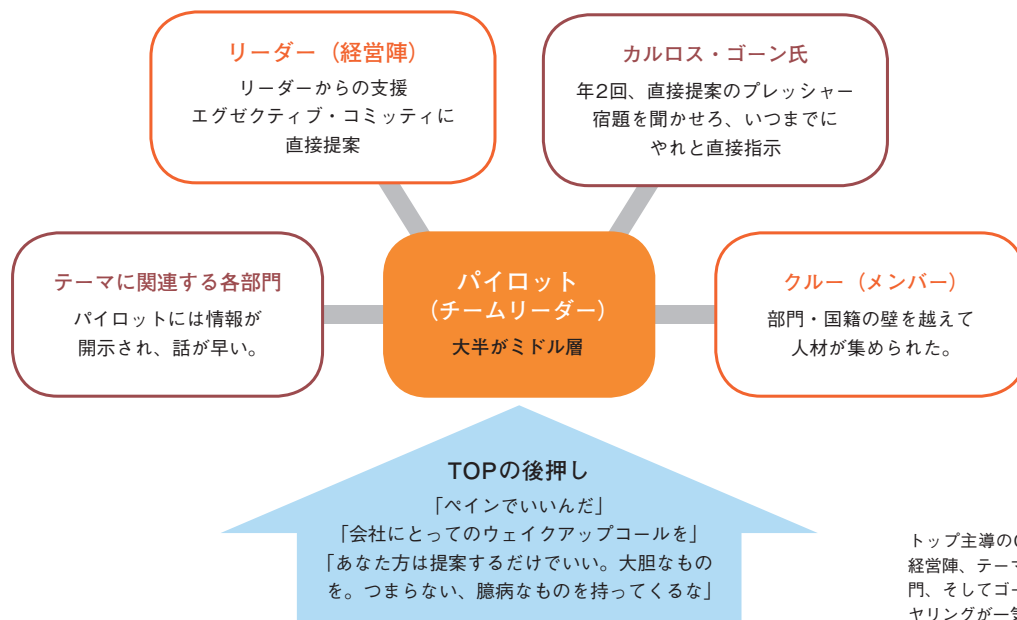 リーダー（経営陣）
リーダーからの支援
エグゼクティブ・コミッティに
直接提案
カルロス・ゴーン氏
年2回、直接提案のプレッシャー
宿題を聞かせろ、いつまでに
やれと直接指示
テーマに関連する各部門
パイロットには情報が
開示され、話が早い。
パイロット
（チームリーダー）
大半がミドル層
クルー（メンバー）
部門・国籍の壁を越えて
人材が集められた。
TOPの後押し
「ペインでいいんだ」
「会社にとってのウェイクアップコールを」
「あなた方は提案するだけでいい。大胆なもの
を。つまらない、臆病なものを持ってくるな」
トップ主導の
経営陣、テーマ
門、そしてゴー
ヤリングが一気